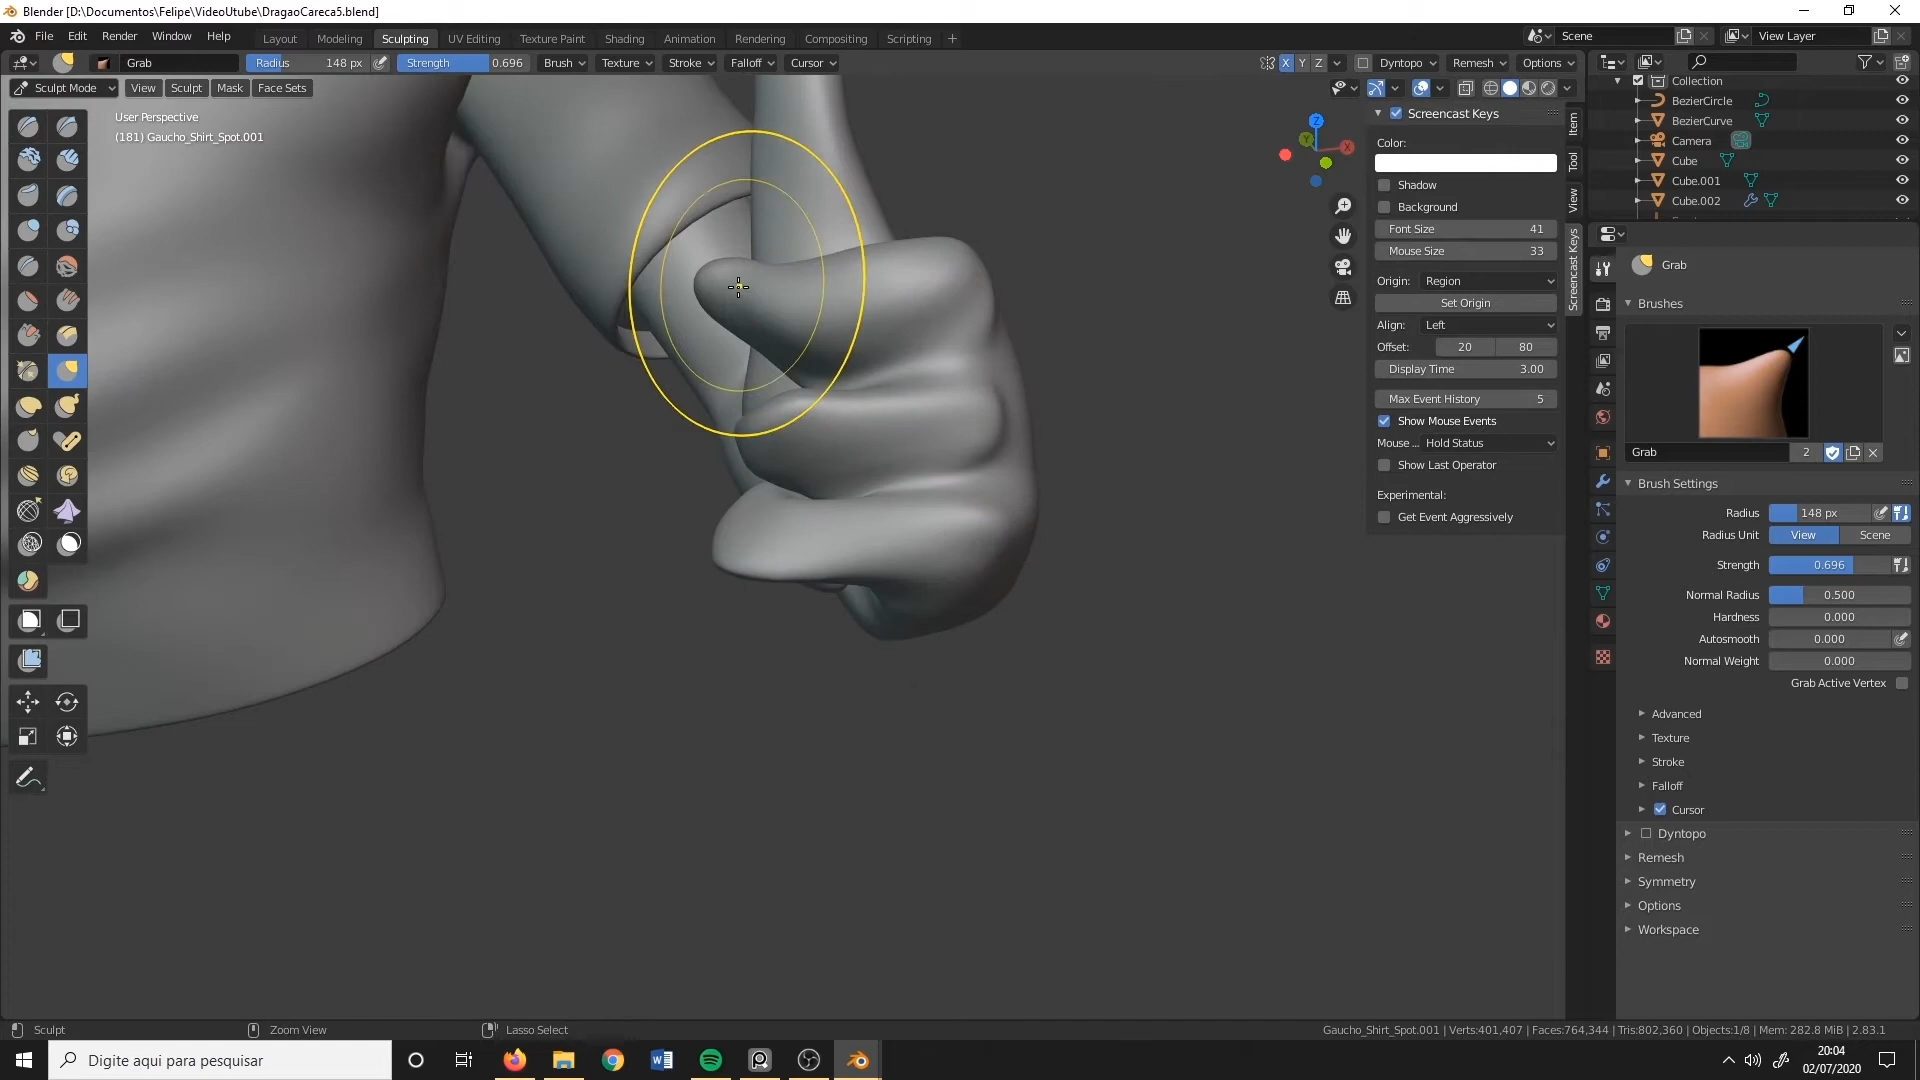 Blender [D:\Documentos\Felipe\VideoUtube\DragaoCareca5.blend]
File Edit Render Window Help
Layout Modeling Sculpting UV Editing Texture Paint Shading Animation Rendering Compositing Scripting +
Scene View Layer
Grab Radius 148 px Strength 0.696 Brush Texture Stroke Falloff Cursor
X Y Z Dyntopo Remesh Options
Sculpt Mode View Sculpt Mask Face Sets
User Perspective
(181) Gaucho_Shirt_Spot.001
Z
Y
X
Screencast Keys
Color:
Shadow
Background
Font Size 41
Mouse Size 33
Origin: Region
Set Origin
Align: Left
Offset: 20 80
Display Time 3.00
Max Event History 5
Show Mouse Events
Mouse ... Hold Status
Show Last Operator
Experimental:
Get Event Aggressively
Item
Tool
View
Screencast Keys
Collection
BezierCircle
BezierCurve
Camera
Cube
Cube.001
Cube.002
Grab
Brushes
Grab 2
Brush Settings
Radius 148 px
Radius Unit View Scene
Strength 0.696
Normal Radius 0.500
Hardness 0.000
Autosmooth 0.000
Normal Weight 0.000
Grab Active Vertex
Advanced
Texture
Stroke
Falloff
Cursor
Dyntopo
Remesh
Symmetry
Options
Workspace
Sculpt Zoom View Lasso Select
Gaucho_Shirt_Spot.001 | Verts:401,407 | Faces:764,344 | Tris:802,360 | Objects:1/8 | Mem: 282.8 MiB | 2.83.1
Digite aqui para pesquisar
20:04
02/07/2020